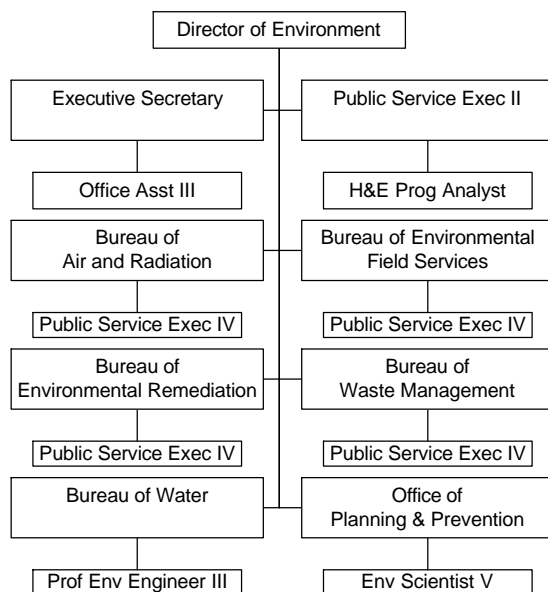 Director of Environment
Executive Secretary
Public Service Exec II
Office Asst III
H&E Prog Analyst
Bureau of
Air and Radiation
Bureau of Environmental
Field Services
Public Service Exec IV
Public Service Exec IV
Bureau of
Environmental Remediation
Bureau of
Waste Management
Public Service Exec IV
Public Service Exec IV
Bureau of Water
Office of
Planning & Prevention
Prof Env Engineer III
Env Scientist V